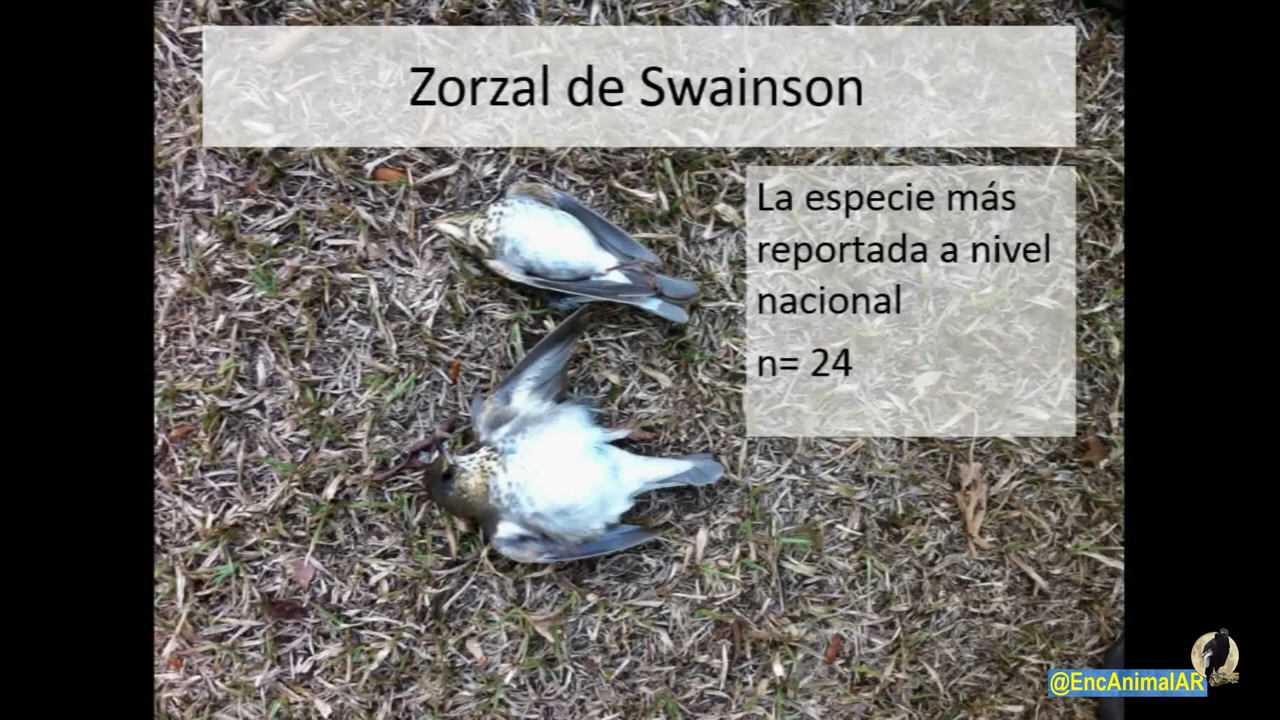 Zorzal de Swainson
La especie más
reportada a nivel
nacional
n= 24
@EncAnimalAR